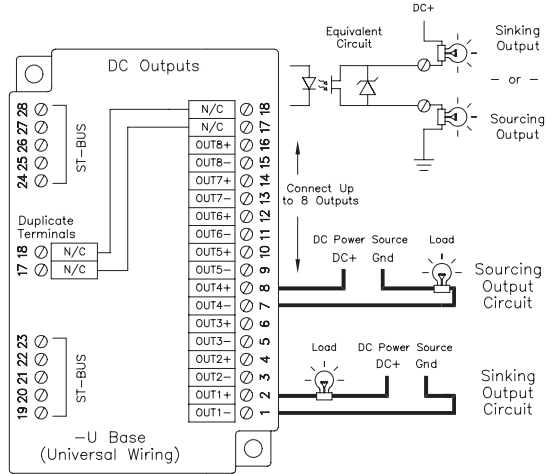 DC+
Equivalent
Circuit
Sinking
Output
- or -
Sourcing
Output
DC Outputs
28
27
26
25
24
ST-BUS
N/C 18
N/C 17
OUT8+ 16
OUT8- 15
OUT7+ 14
OUT7- 13
OUT6+ 12
OUT6- 11
OUT5+ 10
OUT5- 9
OUT4+ 8
OUT4- 7
OUT3+ 6
OUT3- 5
OUT2+ 4
OUT2- 3
OUT1+ 2
OUT1- 1
Duplicate
Terminals
18 N/C
17 N/C
23
22
21
20
19
ST-BUS
-U Base
(Universal Wiring)
Connect Up
to 8 Outputs
DC Power Source
DC+ Gnd
Load
Sourcing
Output
Circuit
Load
DC Power Source
DC+ Gnd
Sinking
Output
Circuit